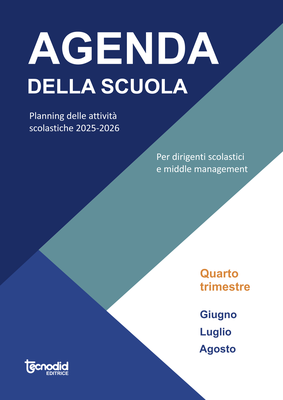 AGENDA
DELLA SCUOLA
Planning delle attività
scolastiche 2025-2026
Per dirigenti scolastici
e middle management
Quarto
trimestre
Giugno
Luglio
Agosto
tecnodid
EDITRICE